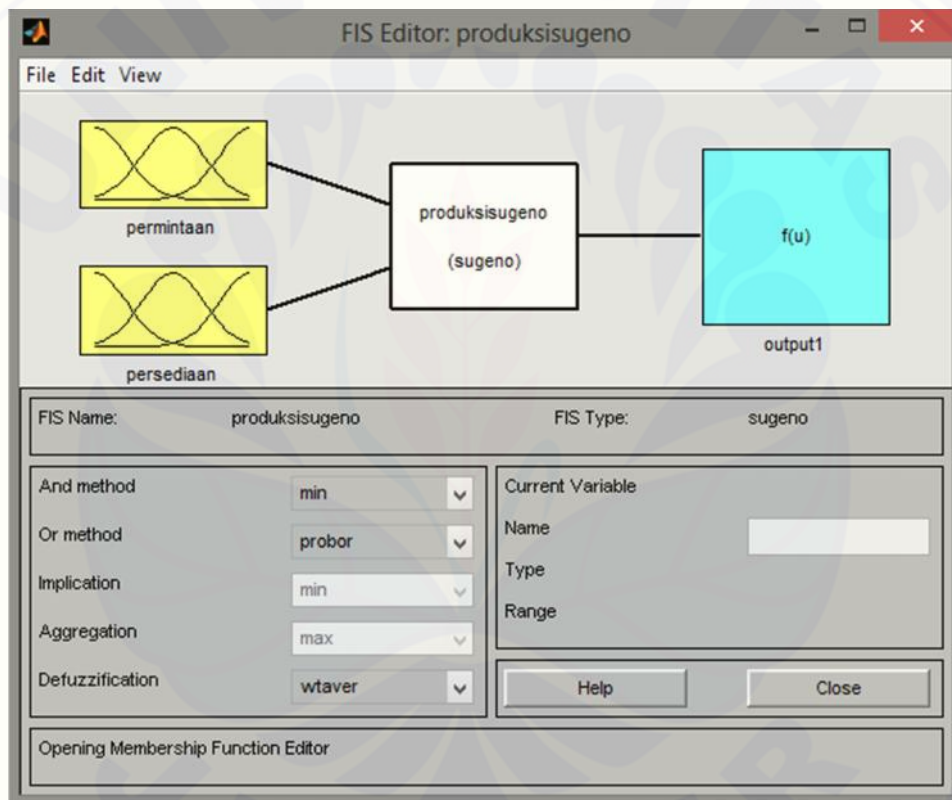 FIS Editor: produksisugeno
File Edit View
permintaan
persediaan
produksisugeno
(sugeno)
f(u)
output1
FIS Name: produksisugeno FIS Type: sugeno
And method min
Or method probor
Implication min
Aggregation max
Defuzzification wtaver
Current Variable
Name
Type
Range
Help Close
Opening Membership Function Editor